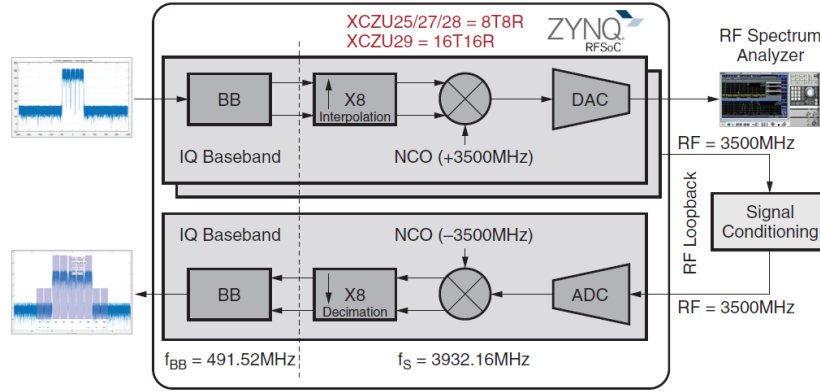 XCZU25/27/28 = 8T8R
XCZU29 = 16T16R
ZYNQ
RFSoC
RF Spectrum
Analyzer
BB
X8
Interpolation
DAC
IQ Baseband
NCO (+3500MHz)
RF = 3500MHz
RF Loopback
Signal
Conditioning
IQ Baseband
NCO (–3500MHz)
BB
X8
Decimation
ADC
RF = 3500MHz
fBB = 491.52MHz
fS = 3932.16MHz